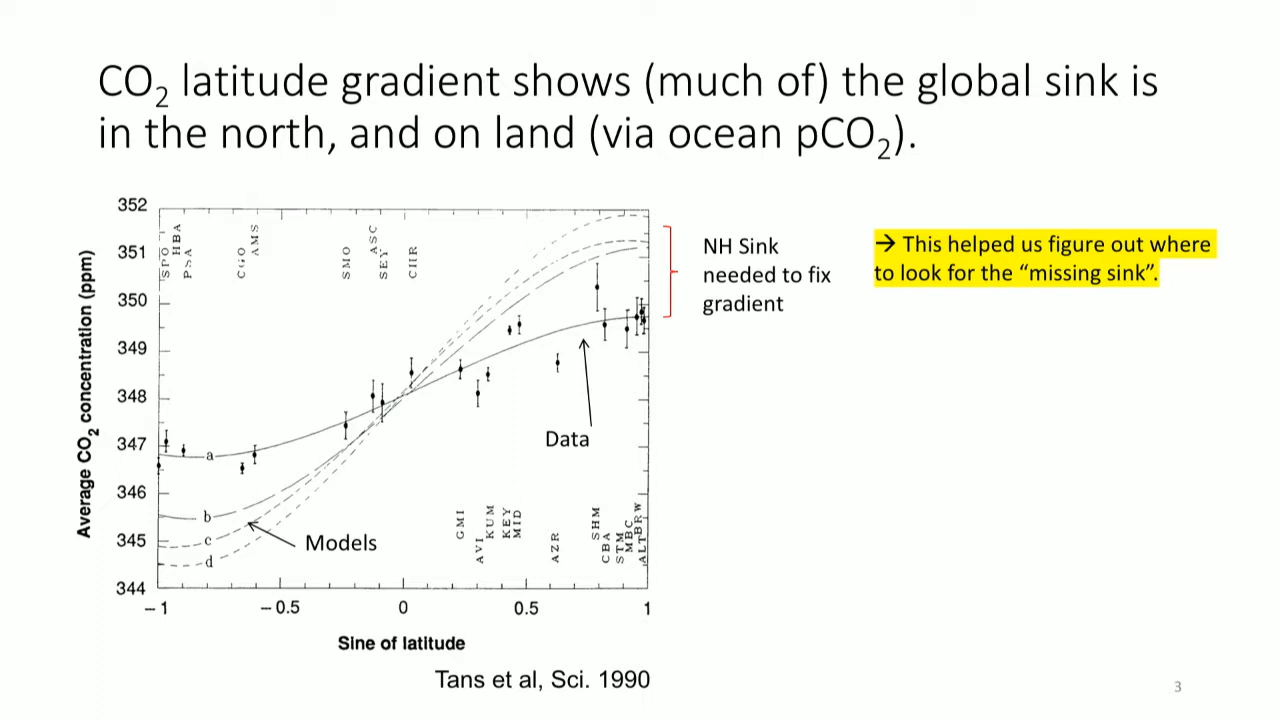 CO₂ latitude gradient shows (much of) the global sink is
in the north, and on land (via ocean pCO₂).
352
351
350
349
348
347
346
345
344
Average CO₂ concentration (ppm)
SPO
HBA
PSA
CGO
AMS
SMO
ASC
SEY
CHR
a
b
c
d
Models
Data
GMI
AVI
KUM
KEY
MID
AZR
SHM
CBA
STM
MBC
ALT
BRW
−1
−0.5
0
0.5
1
Sine of latitude
NH Sink
needed to fix
gradient
→ This helped us figure out where
to look for the “missing sink”.
Tans et al, Sci. 1990
3